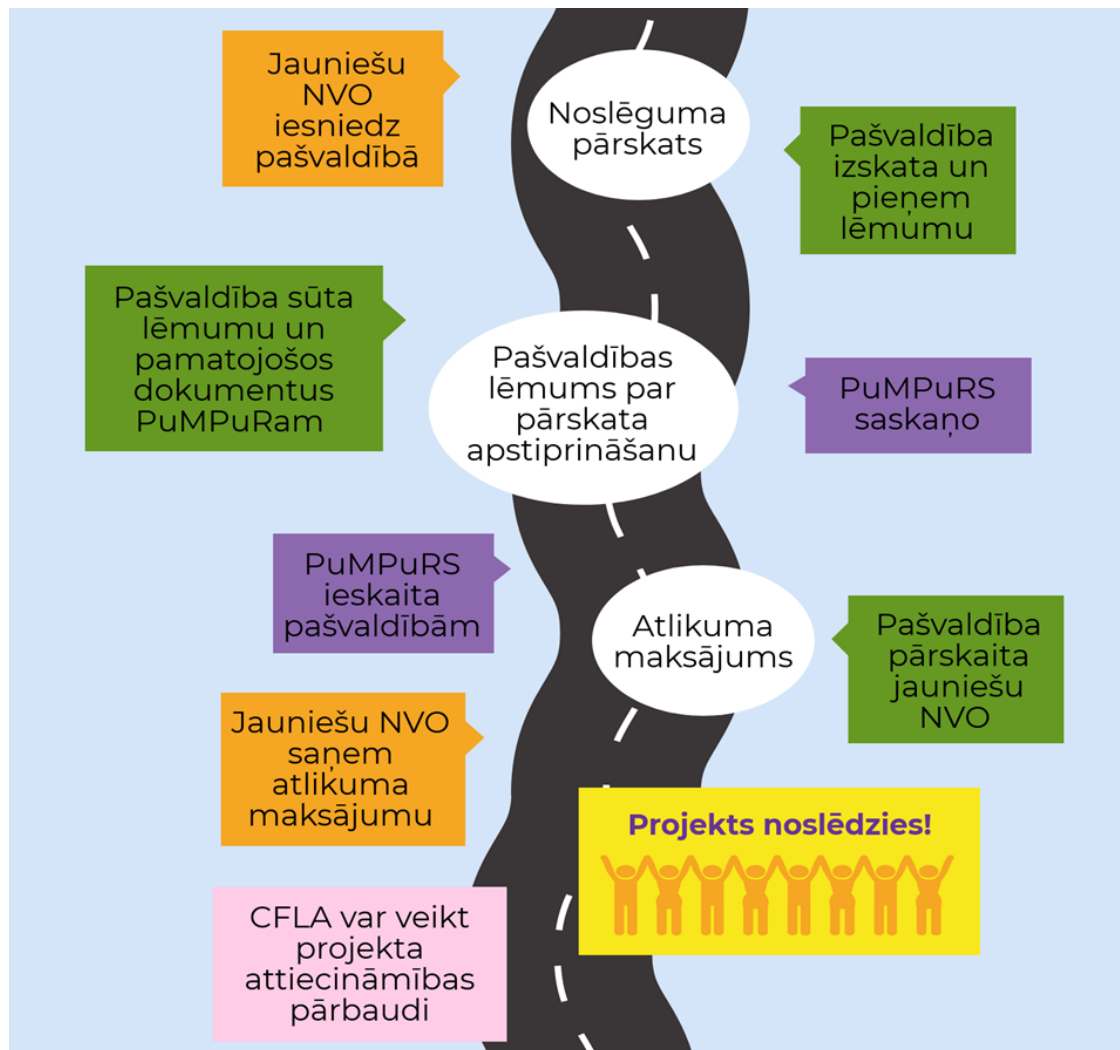 Jauniešu
NVO
iesniedz
pašvaldībā
Noslēguma
pārskats
Pašvaldība
izskata un
pieņem
lēmumu
Pašvaldība sūta
lēmumu un
pamatojošos
dokumentus
PuMPuRam
Pašvaldības
lēmums par
pārskata
apstiprināšanu
PuMPuRS
saskaņo
PuMPuRS
ieskaita
pašvaldībām
Atlikuma
maksājums
Pašvaldība
pārskaita
jauniešu
NVO
Jauniešu NVO
saņem
atlikuma
maksājumu
Projekts noslēdzies!
CFLA var veikt
projekta
attiecināmības
pārbaudi